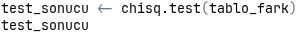 test_sonucu <- chisq.test(tablo_fark)
test_sonucu